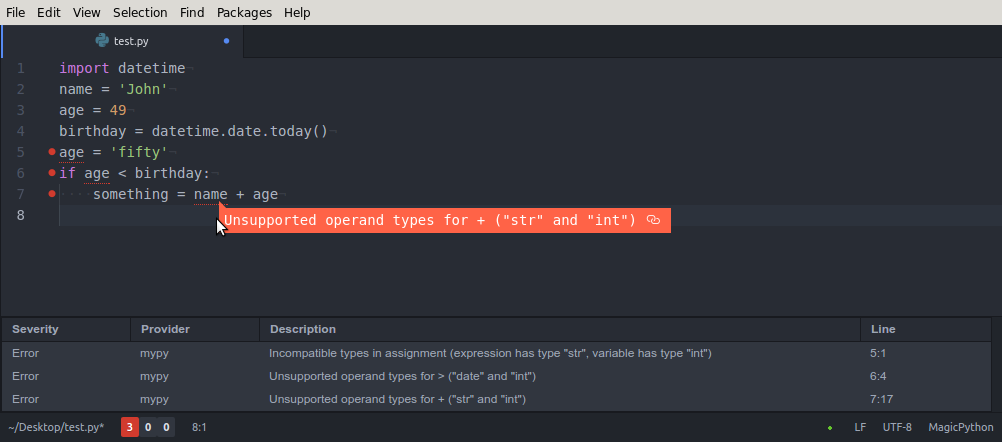 File Edit View Selection Find Packages Help
test.py
1 import datetime¬
2 name = 'John'¬
3 age = 49
4 birthday = datetime.date.today()¬
5 age = 'fifty'¬
6 if age < birthday:¬
7 ····something = name + age¬
8
Unsupported operand types for + ("str" and "int")
Severity Provider Description Line
Error mypy Incompatible types in assignment (expression has type "str", variable has type "int") 5:1
Error mypy Unsupported operand types for > ("date" and "int") 6:4
Error mypy Unsupported operand types for + ("str" and "int") 7:17
~/Desktop/test.py* 3 0 0 8:1 LF UTF-8 MagicPython